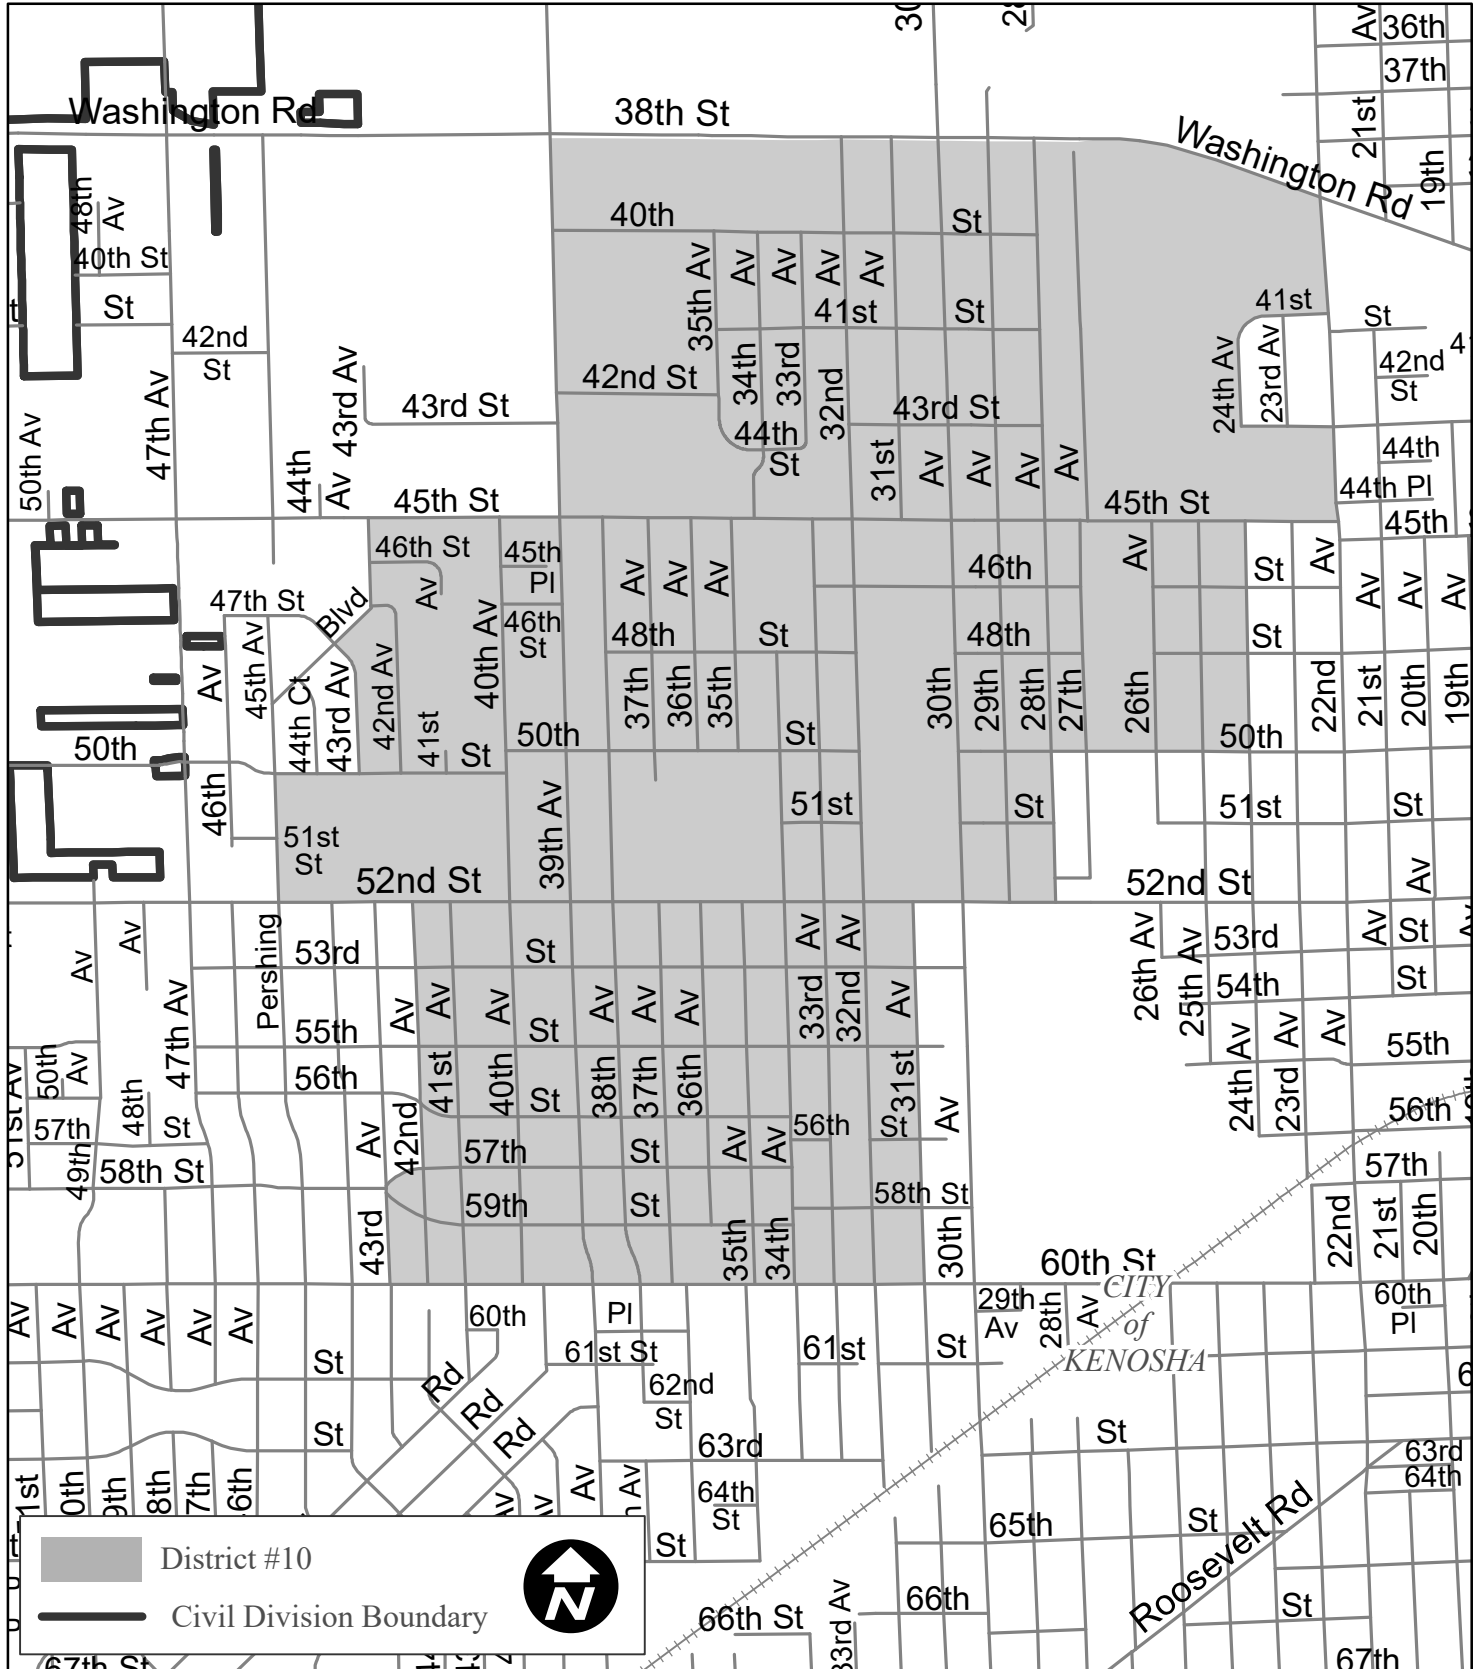 30
28
Av
36th
37th
Washington Rd
38th St
21st
Washington Rd
19th
48th
Av
40th St
St
42nd
St
40th
St
35th Av
Av
Av
Av
Av
41st
St
41st
St
47th Av
43rd Av
43rd St
42nd St
34th
33rd
32nd
43rd St
24th Av
23rd Av
42nd
St
50th Av
44th
Av
44th
St
31st
Av
Av
Av
Av
44th
44th Pl
45th St
45th St
45th
46th St
Av
45th
Pl
46th
St
Av
Av
Av
46th
Av
St
Av
Av
Av
Av
47th St
Blvd
48th
St
48th
St
Av
45th Av
44th Ct
43rd Av
42nd Av
41st
40th Av
37th
36th
35th
30th
29th
28th
27th
26th
22nd
21st
20th
19th
50th
St
50th
St
50th
46th
51st
St
39th Av
51st
St
51st
St
52nd St
52nd St
Av
Av
Av
Pershing
53rd
St
Av
Av
26th Av
25th Av
53rd
Av
St
54th
St
47th Av
Av
Av
Av
Av
Av
Av
33rd
32nd
Av
55th
St
Av
Av
Av
55th
51st Av
50th
Av
48th
56th
St
41st
40th
38th
37th
36th
31st
Av
24th
23rd
56th
57th
St
49th
58th St
Av
42nd
57th
St
Av
Av
56th
St
57th
43rd
59th
St
35th
34th
58th St
30th
22nd
21st
20th
60th St
CITY
of
KENOSHA
Av
Av
Av
Av
Av
Av
60th
Pl
29th
Av
28th
Av
60th
Pl
St
61st St
61st
St
Rd
Rd
Rd
62nd
St
St
63rd
St
63rd
64th
Av
Av
64th
St
St
65th
St
Roosevelt Rd
66th
66th St
33rd Av
St
67th St
67th
District #10
Civil Division Boundary
N